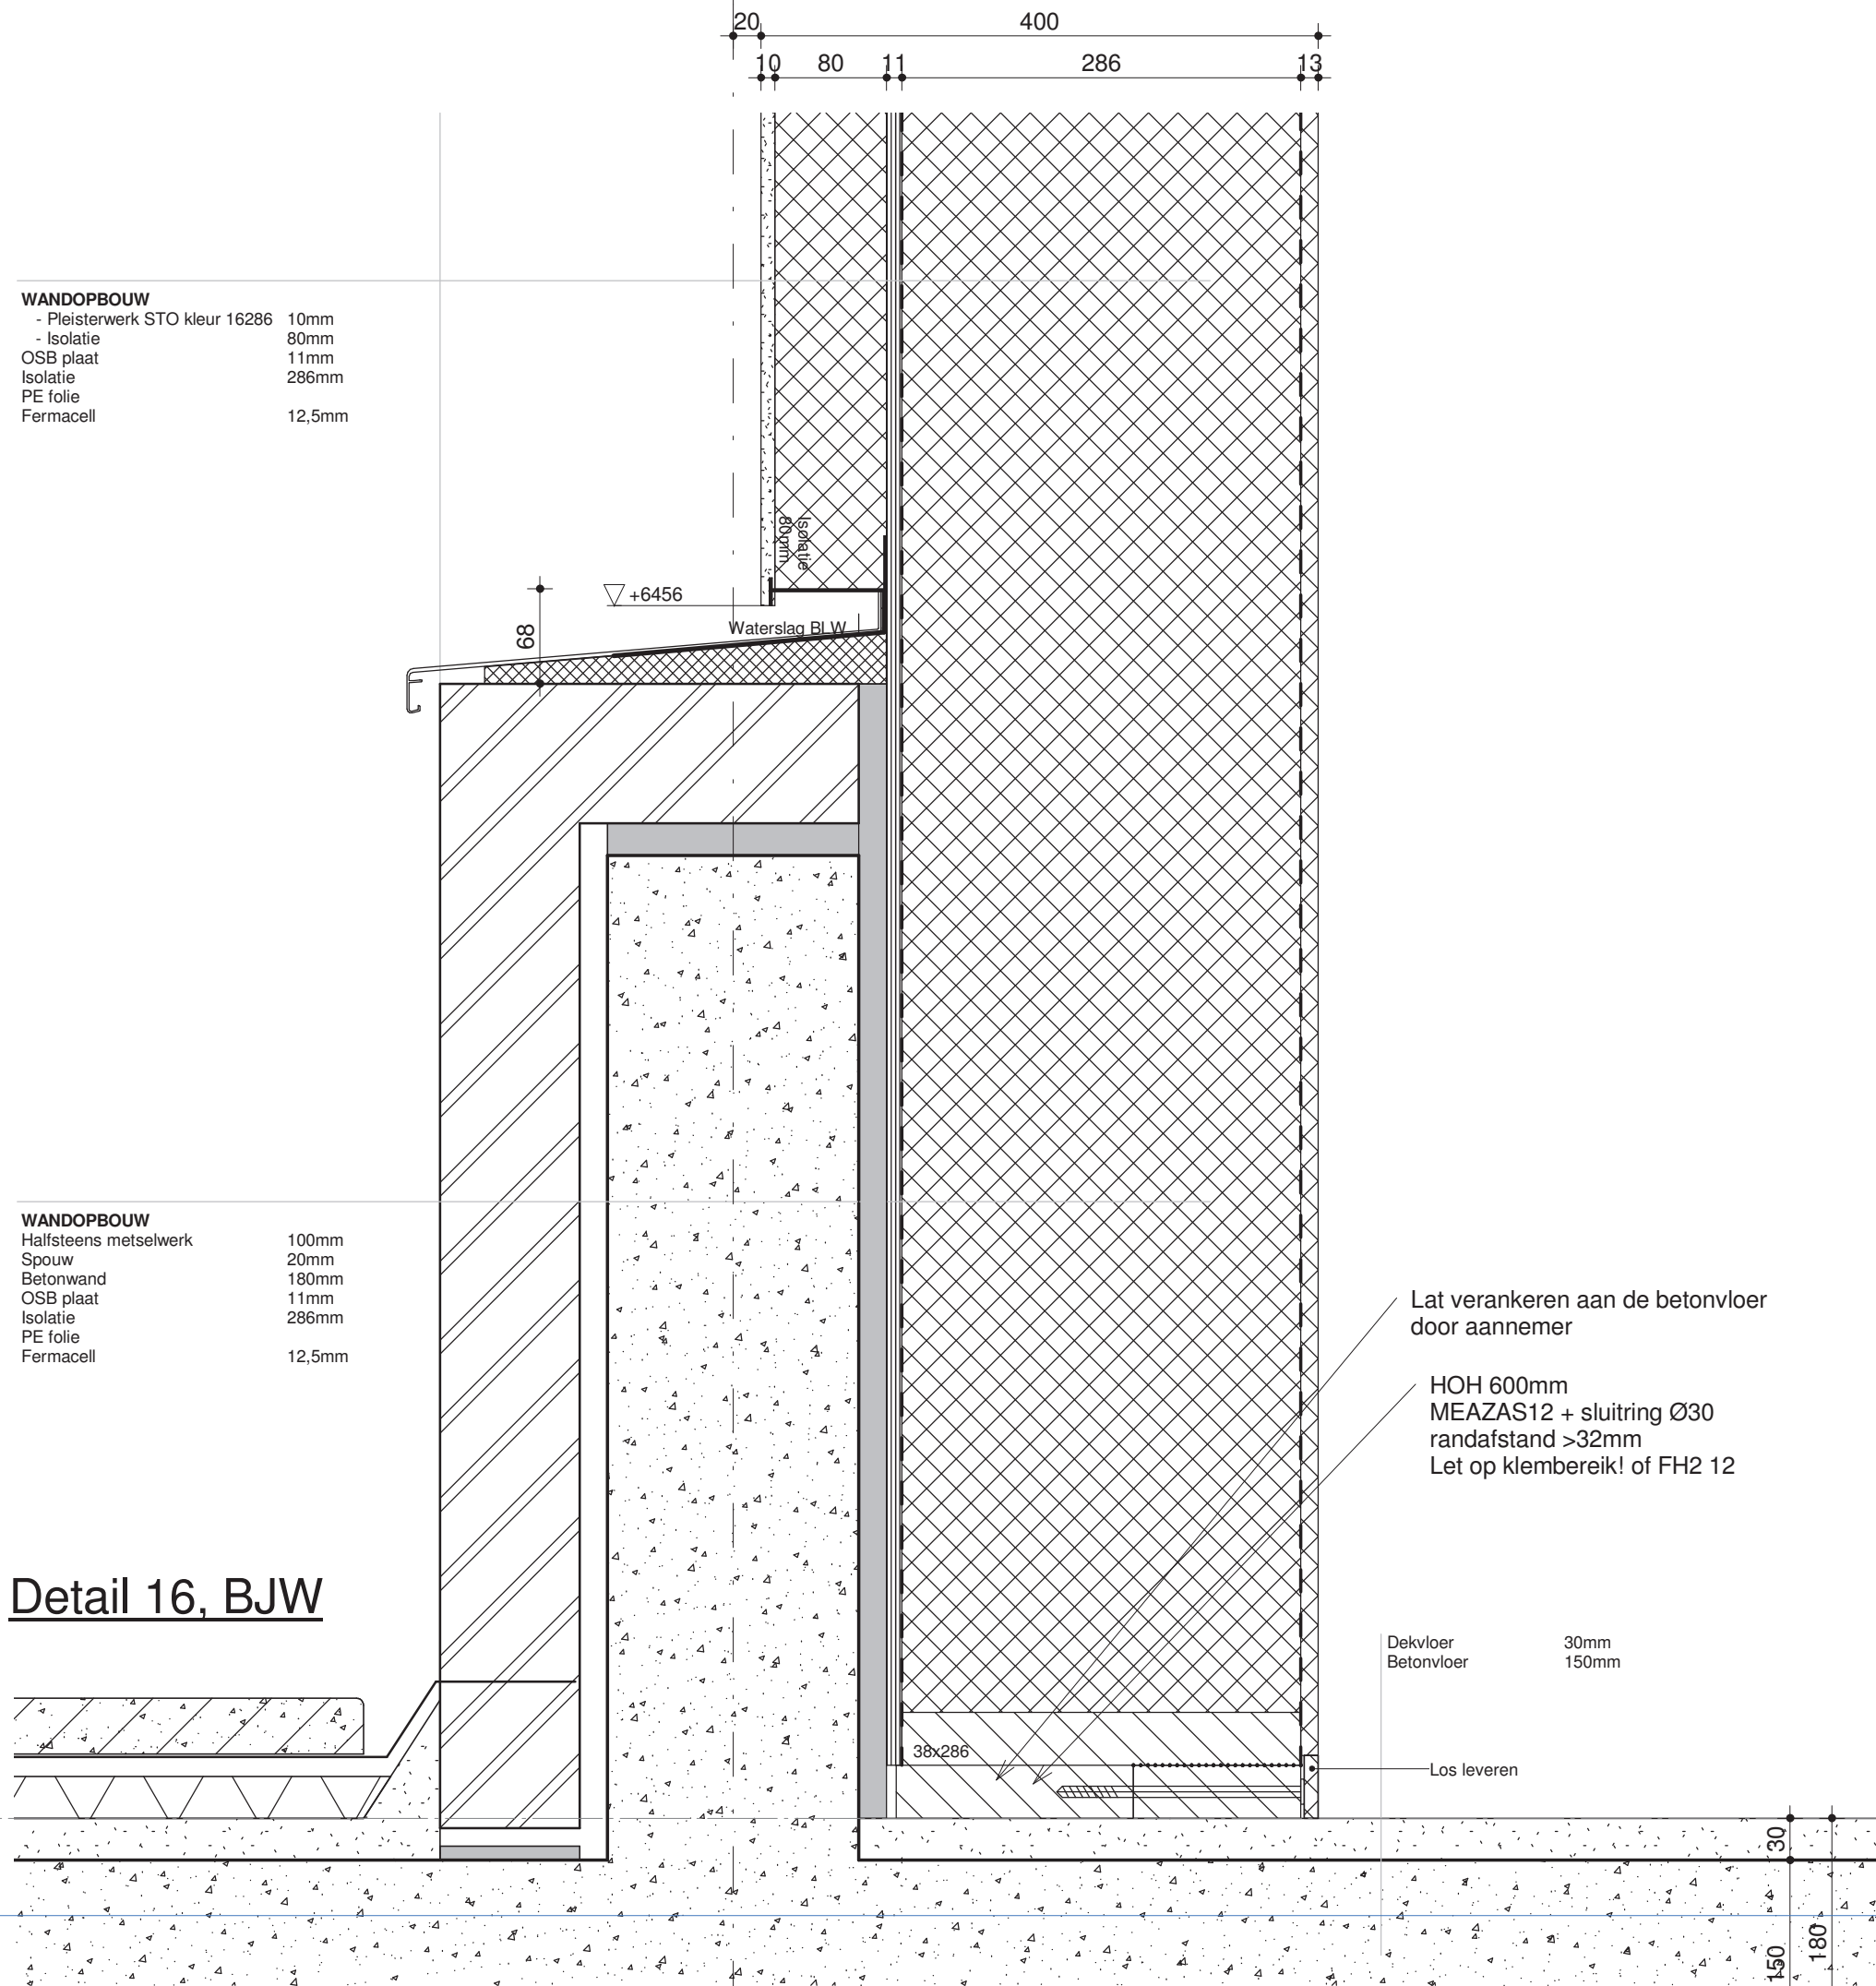 20 400
10 80 11 286 13
WANDOPBOUW
- Pleisterwerk STO kleur 16286 10mm
- Isolatie 80mm
OSB plaat 11mm
Isolatie 286mm
PE folie
Fermacell 12,5mm
Isolatie
80mm
+6456
68
Waterslag BLW
WANDOPBOUW
Halfsteens metselwerk 100mm
Spouw 20mm
Betonwand 180mm
OSB plaat 11mm
Isolatie 286mm
PE folie
Fermacell 12,5mm
Lat verankeren aan de betonvloer
door aannemer
HOH 600mm
MEAZAS12 + sluitring Ø30
randafstand >32mm
Let op klembereik! of FH2 12
Detail 16, BJW
Dekvloer 30mm
Betonvloer 150mm
38x286
Los leveren
30
150
180